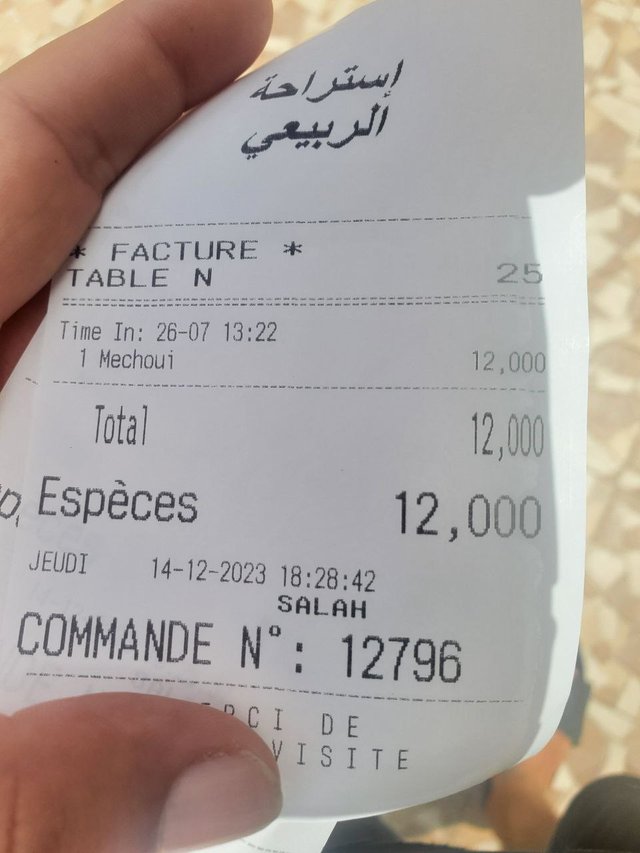 إستراحة
الربيعي
* FACTURE *
TABLE N 25
Time In: 26-07 13:22
1 Mechoui 12,000
Total 12,000
Espèces 12,000
JEUDI 14-12-2023 18:28:42
SALAH
COMMANDE N°: 12796
DE
VISITE